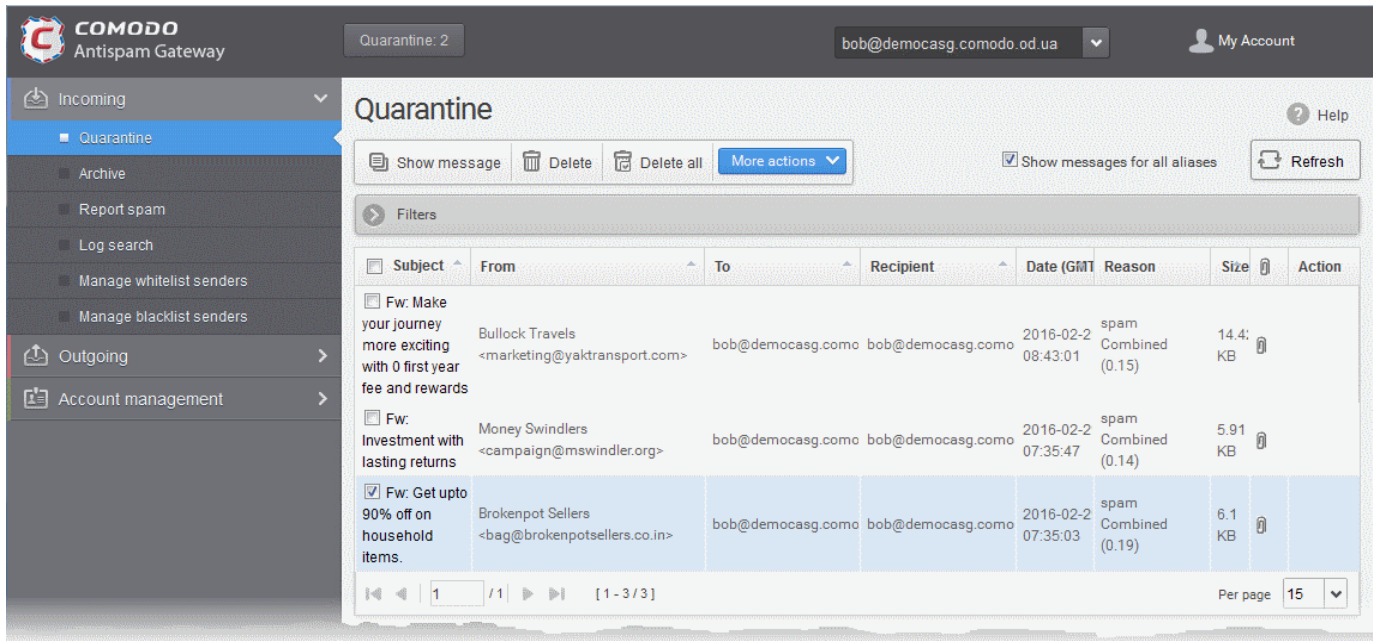 COMODO
Antispam Gateway
Quarantine: 2
bob@democasg.comodo.od.ua
My Account
Incoming
Quarantine
Archive
Report spam
Log search
Manage whitelist senders
Manage blacklist senders
Outgoing
Account management
Quarantine
Help
Show message
Delete
Delete all
More actions
Show messages for all aliases
Refresh
Filters
Subject From To Recipient Date (GMT Reason Size Action
Fw: Make
your journey
more exciting
with 0 first year
fee and rewards
Bullock Travels
<marketing@yaktransport.com>
bob@democasg.como
bob@democasg.como
2016-02-2
08:43:01
spam
Combined
(0.15)
14.4
KB
Fw:
Investment with
lasting returns
Money Swindlers
<campaign@mswindler.org>
bob@democasg.como
bob@democasg.como
2016-02-2
07:35:47
spam
Combined
(0.14)
5.91
KB
Fw: Get upto
90% off on
household
items.
Brokenpot Sellers
<bag@brokenpotsellers.co.in>
bob@democasg.como
bob@democasg.como
2016-02-2
07:35:03
spam
Combined
(0.19)
6.1
KB
1 / 1 [ 1 - 3 / 3 ]
Per page 15